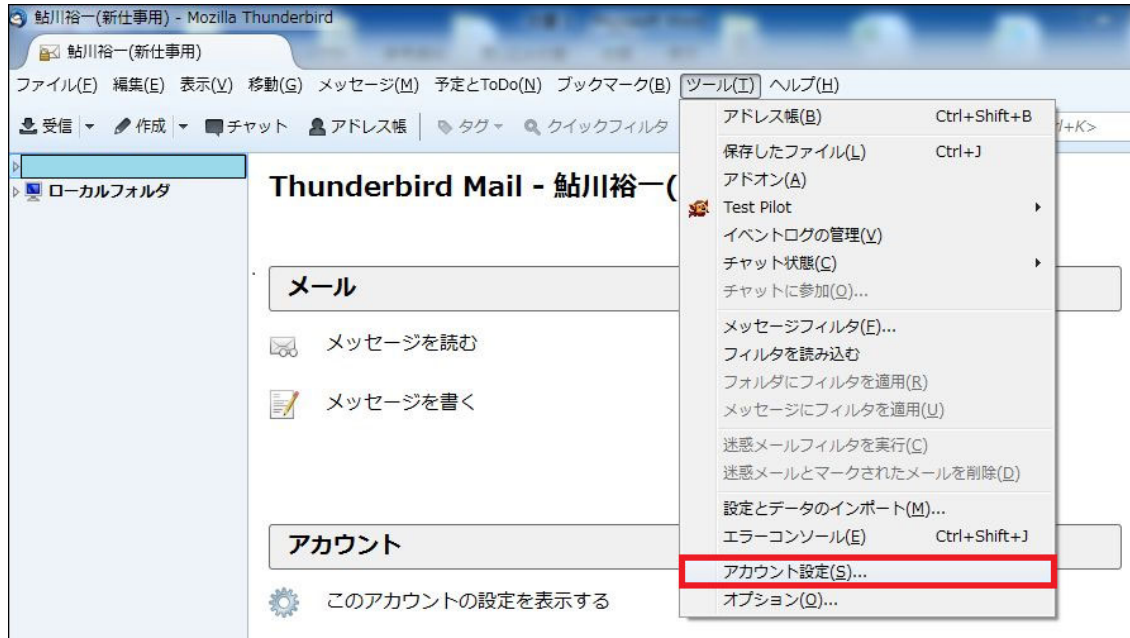 鮎川裕一(新仕事用) - Mozilla Thunderbird
鮎川裕一(新仕事用)
ファイル(F) 編集(E) 表示(V) 移動(G) メッセージ(M) 予定とToDo(N) ブックマーク(B) ツール(T) ヘルプ(H)
受信 作成 チャット アドレス帳 タグ クイックフィルタ
+K>
ローカルフォルダ
Thunderbird Mail - 鮎川裕一(
メール
メッセージを読む
メッセージを書く
アカウント
このアカウントの設定を表示する
アドレス帳(B) Ctrl+Shift+B
保存したファイル(L) Ctrl+J
アドオン(A)
Test Pilot
イベントログの管理(V)
チャット状態(C)
チャットに参加(O)...
メッセージフィルタ(F)...
フィルタを読み込む
フォルダにフィルタを適用(R)
メッセージにフィルタを適用(U)
迷惑メールフィルタを実行(C)
迷惑メールとマークされたメールを削除(D)
設定とデータのインポート(M)...
エラーコンソール(E) Ctrl+Shift+J
アカウント設定(S)...
オプション(O)...